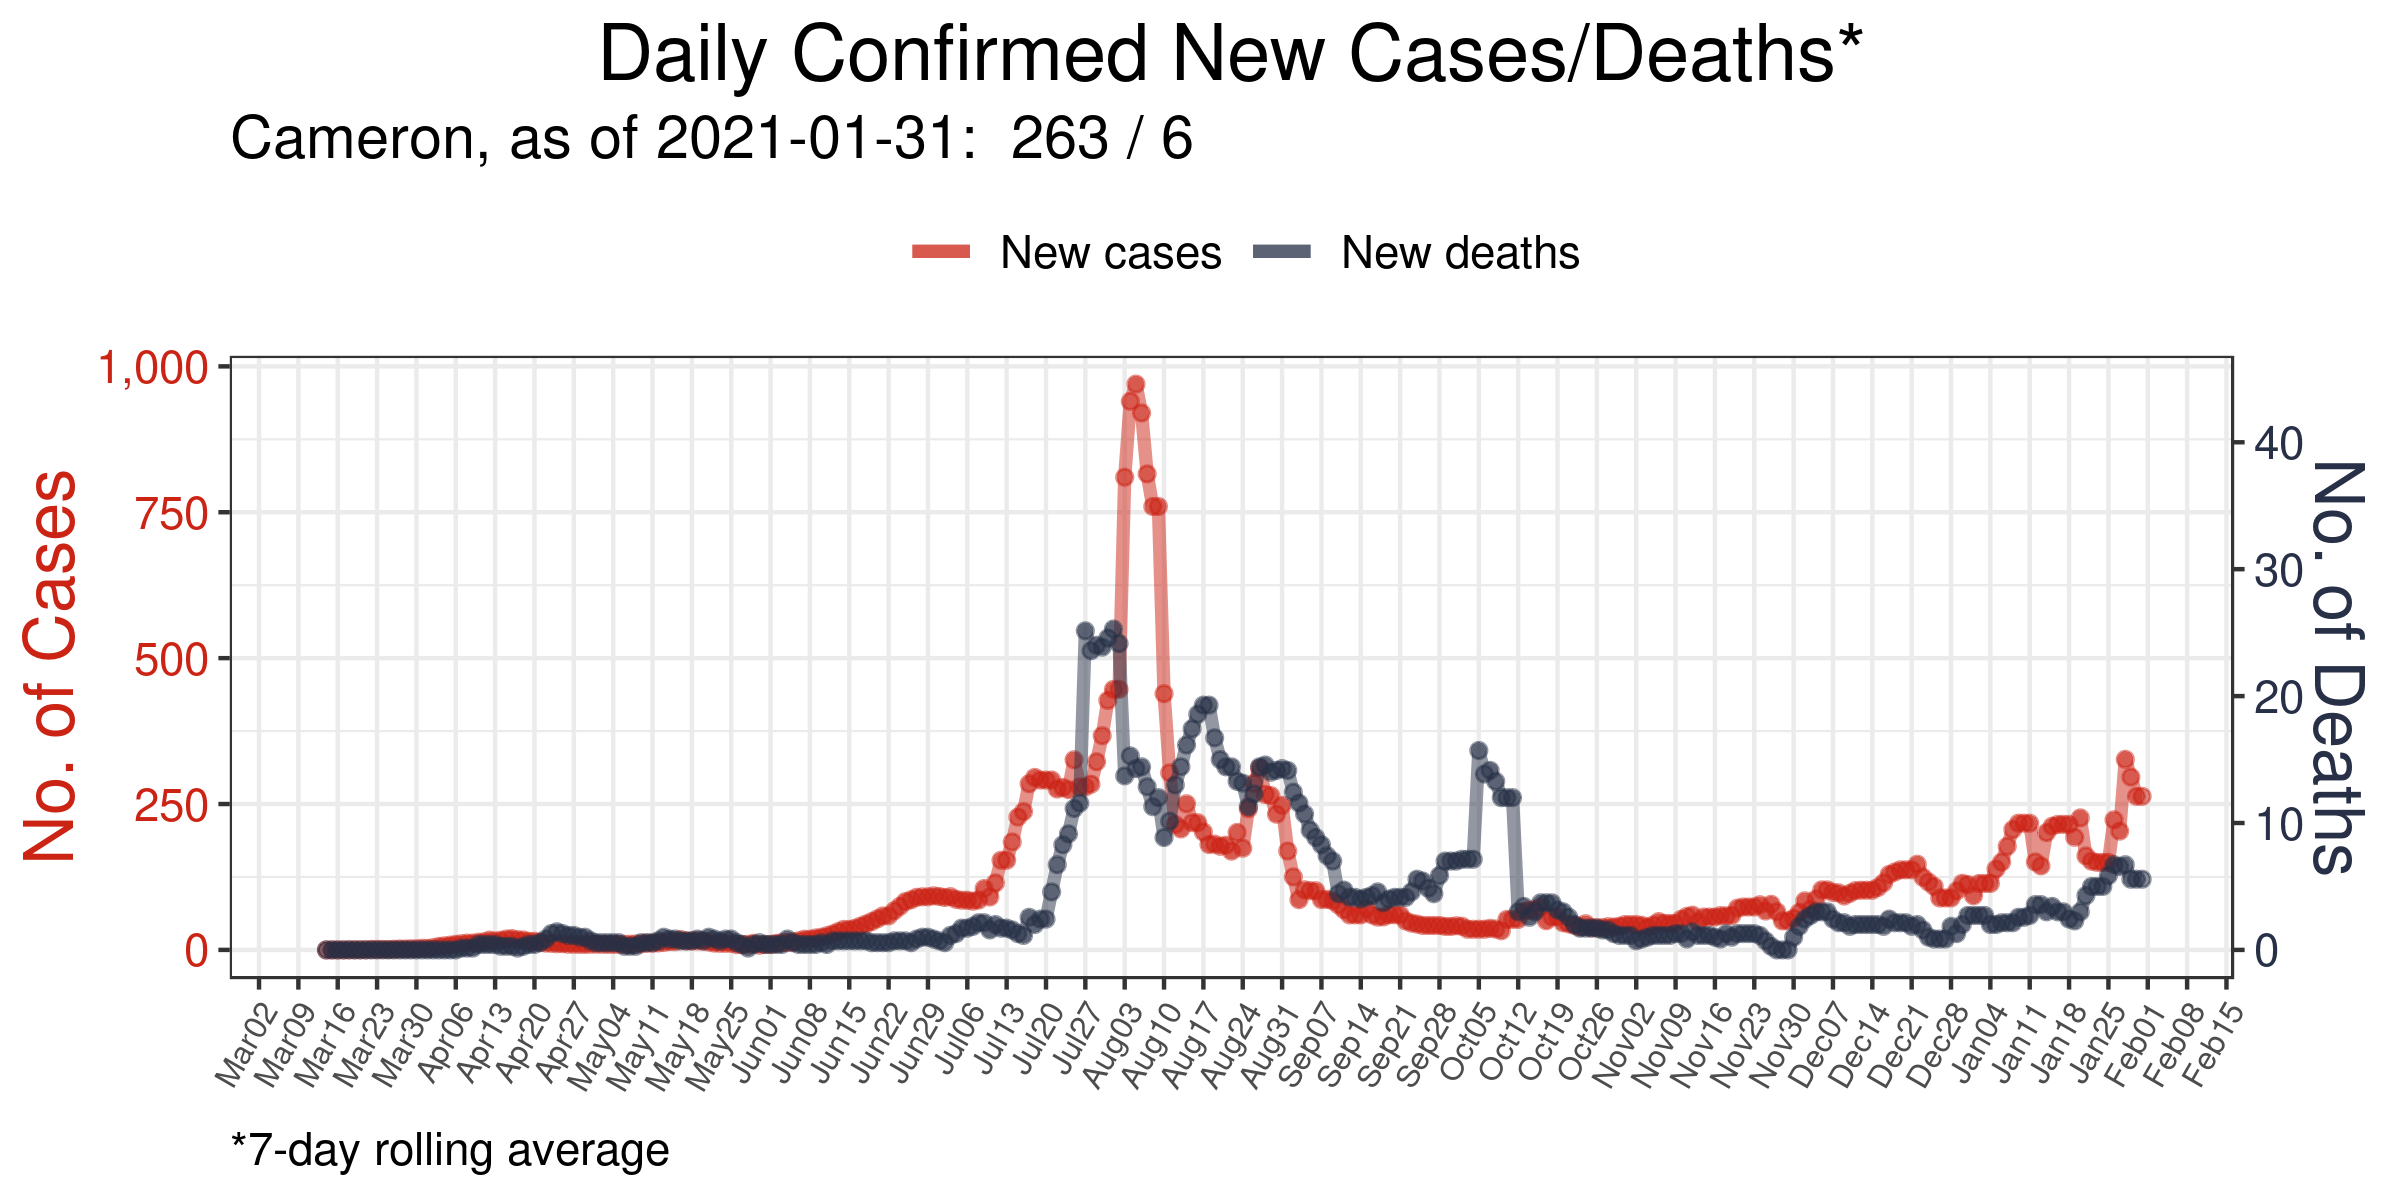 Daily Confirmed New Cases/Deaths*
Cameron, as of 2021-01-31:  263 / 6
New cases New deaths
No. of Cases
1,000
750
500
250
0
40
30
20
10
0
No. of Deaths
Mar02 Mar09 Mar16 Mar23 Mar30 Apr06 Apr13 Apr20 Apr27 May04 May11 May18 May25 Jun01 Jun08 Jun15 Jun22 Jun29 Jul06 Jul13 Jul20 Jul27 Aug03 Aug10 Aug17 Aug24 Aug31 Sep07 Sep14 Sep21 Sep28 Oct05 Oct12 Oct19 Oct26 Nov02 Nov09 Nov16 Nov23 Nov30 Dec07 Dec14 Dec21 Dec28 Jan04 Jan11 Jan18 Jan25 Feb01 Feb08 Feb15
*7-day rolling average